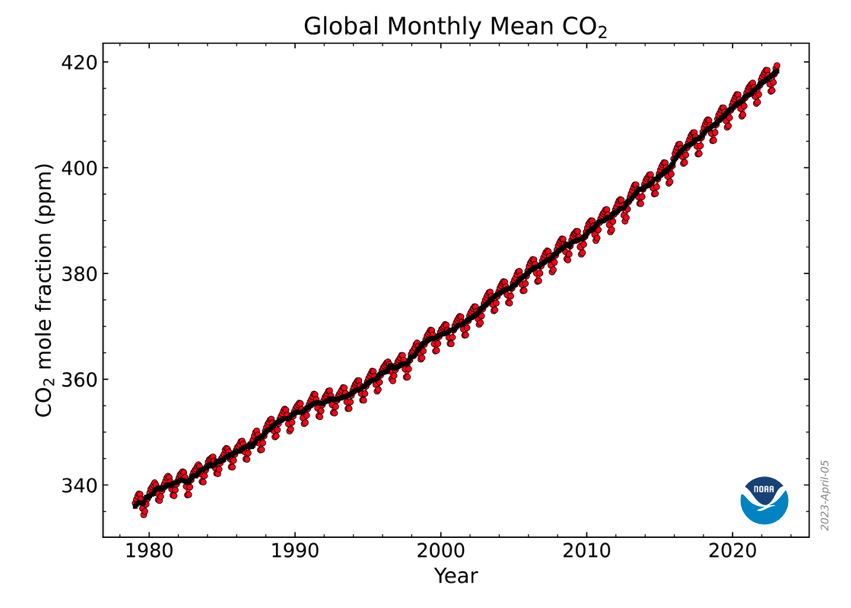 Global Monthly Mean CO₂
420
400
380
360
340
CO₂ mole fraction (ppm)
1980 1990 2000 2010 2020
Year
NOAA
2023-April-05